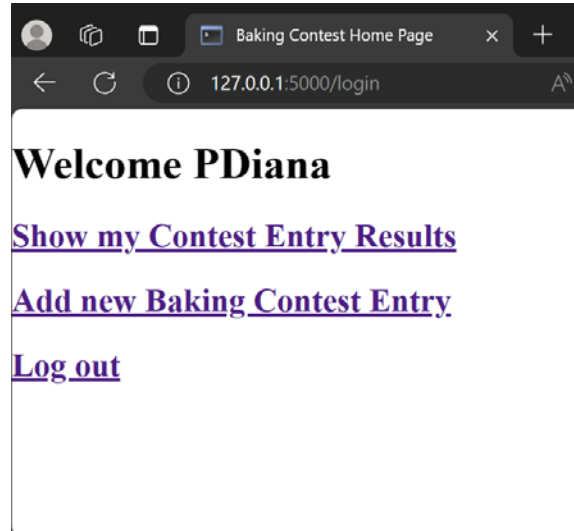 Baking Contest Home Page
127.0.0.1:5000/login
Welcome PDiana
Show my Contest Entry Results
Add new Baking Contest Entry
Log out